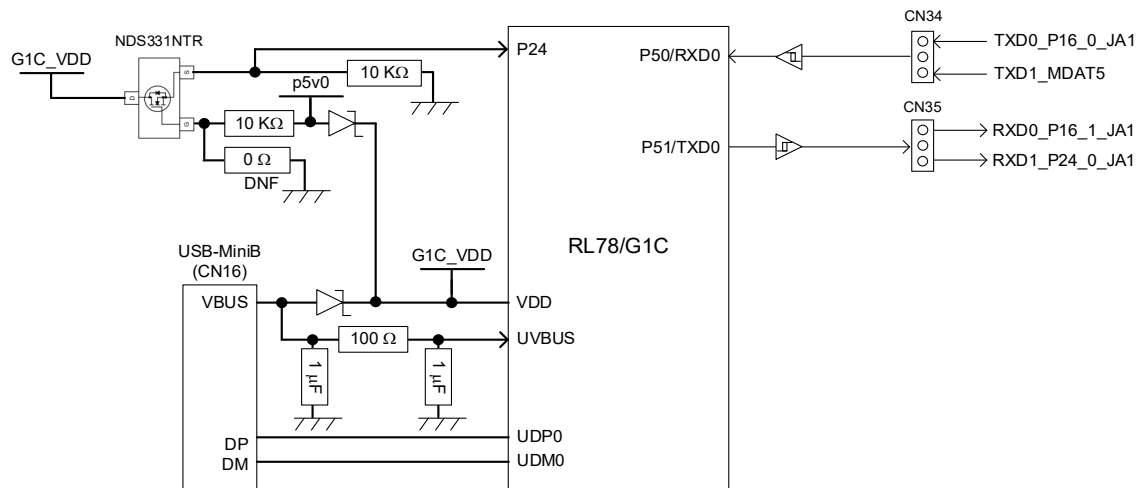 NDS331NTR
G1C_VDD
D
S
G
P24
10 KΩ
p5v0
10 KΩ
0 Ω
DNF
USB-MiniB
(CN16)
VBUS
G1C_VDD
RL78/G1C
VDD
100 Ω
UVBUS
1 µF
1 µF
DP
UDP0
DM
UDM0
P50/RXD0
P51/TXD0
CN34
TXD0_P16_0_JA1
TXD1_MDAT5
CN35
RXD0_P16_1_JA1
RXD1_P24_0_JA1